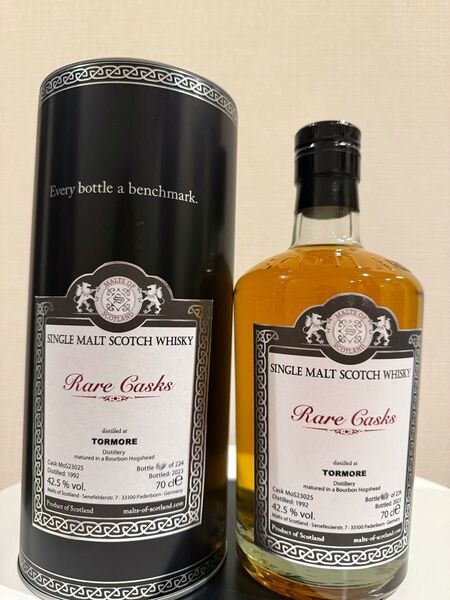 Every bottle a benchmark.
MALTS OF
SCOTLAND
SINGLE MALT SCOTCH WHISKY
Rare Casks
distilled at
TORMORE
Distillery
matured in a Bourbon Hogshead
Cask MoS23025
Bottle of 224
Distilled: 1992
Bottled: 2023
42.5 % vol.
70 cl ℮
Malts of Scotland · Senefelderstr. 7 · 33100 Paderborn · Germany
Product of Scotland
malts-of-scotland.com
MALTS OF
SCOTLAND
SINGLE MALT SCOTCH WHISKY
Rare Casks
distilled at
TORMORE
Distillery
matured in a Bourbon Hogshead
Cask MoS23025
Bottle of 224
Distilled: 1992
Bottled: 2023
42.5 % vol.
70 cl ℮
Malts of Scotland · Senefelderstr. 7 · 33100 Paderborn · Germany
Product of Scotland
malts-of-scotland.com